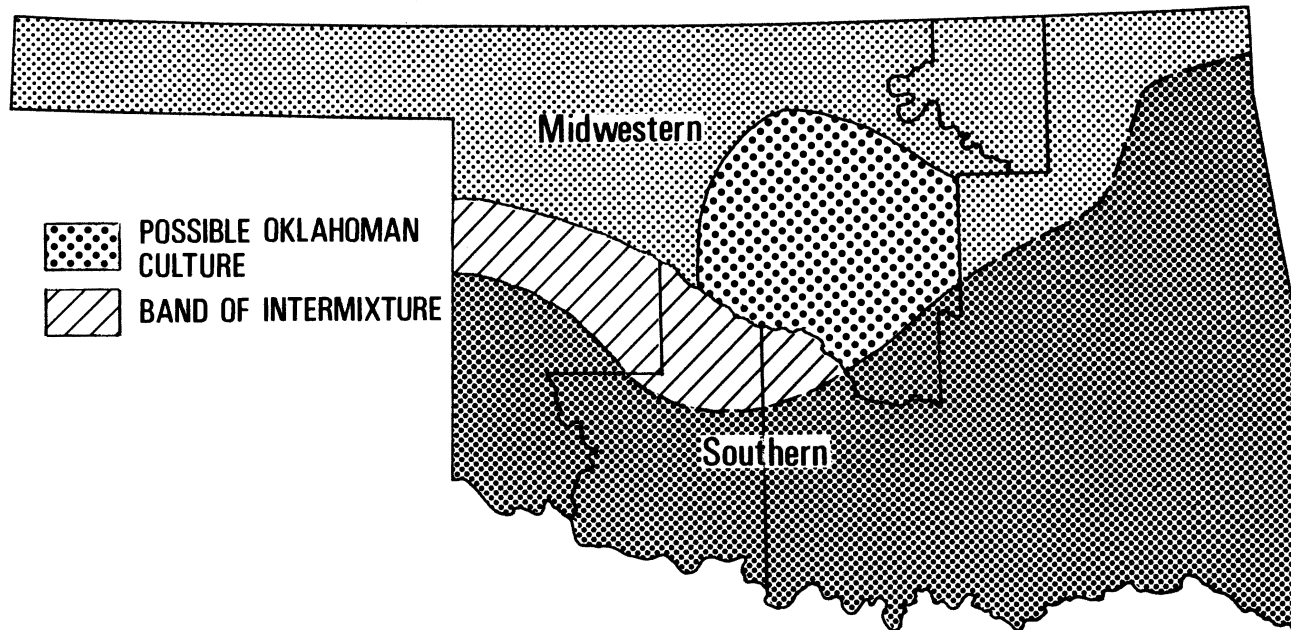 Midwestern
POSSIBLE OKLAHOMAN
CULTURE
BAND OF INTERMIXTURE
Southern